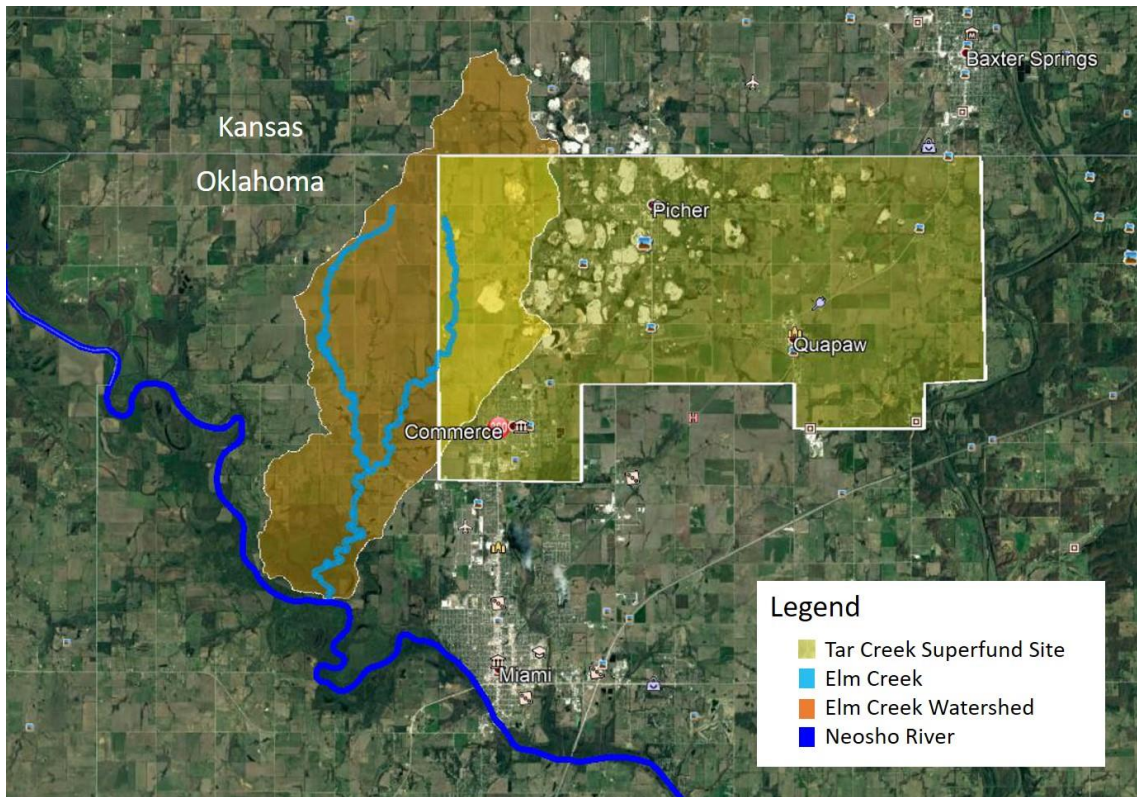 Baxter Springs
Kansas
Oklahoma
Picher
Quapaw
Commerce
Miami
Legend
Tar Creek Superfund Site
Elm Creek
Elm Creek Watershed
Neosho River